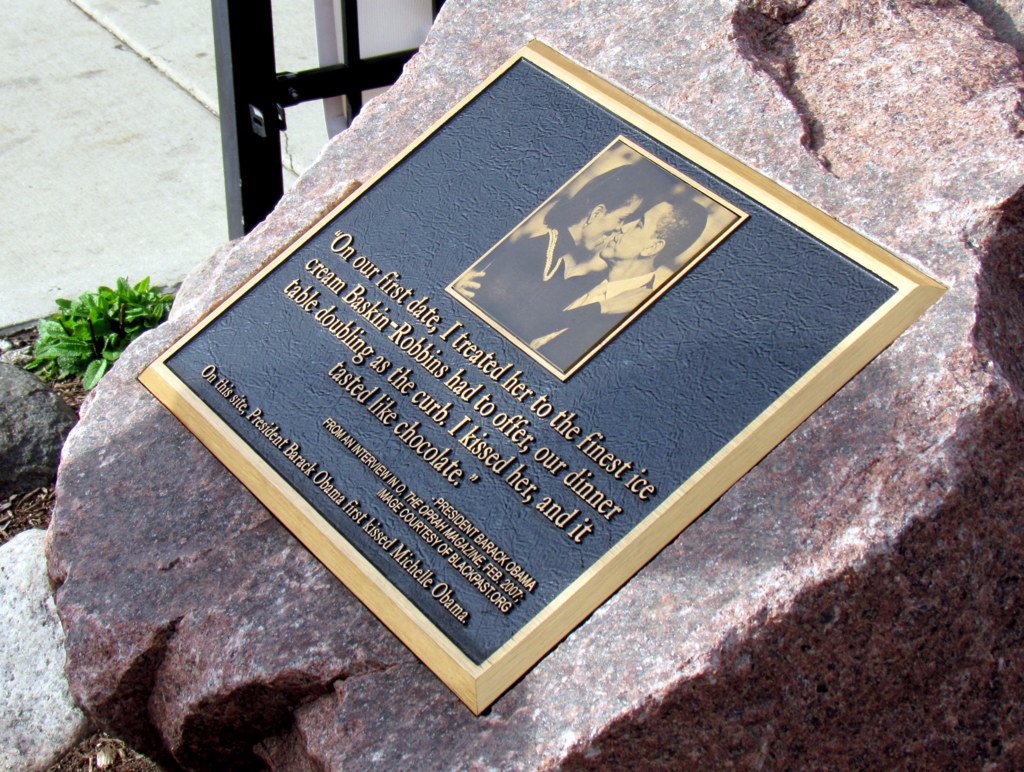 “On our first date, I treated her to the finest ice
cream Baskin-Robbins had to offer, our dinner
table doubling as the curb. I kissed her, and it
tasted like chocolate.”
-PRESIDENT BARACK OBAMA
FROM AN INTERVIEW IN O, THE OPRAH MAGAZINE, FEB. 2007;
IMAGE COURTESY OF BLACKPAST.ORG
On this site, President Barack Obama first kissed Michelle Obama.